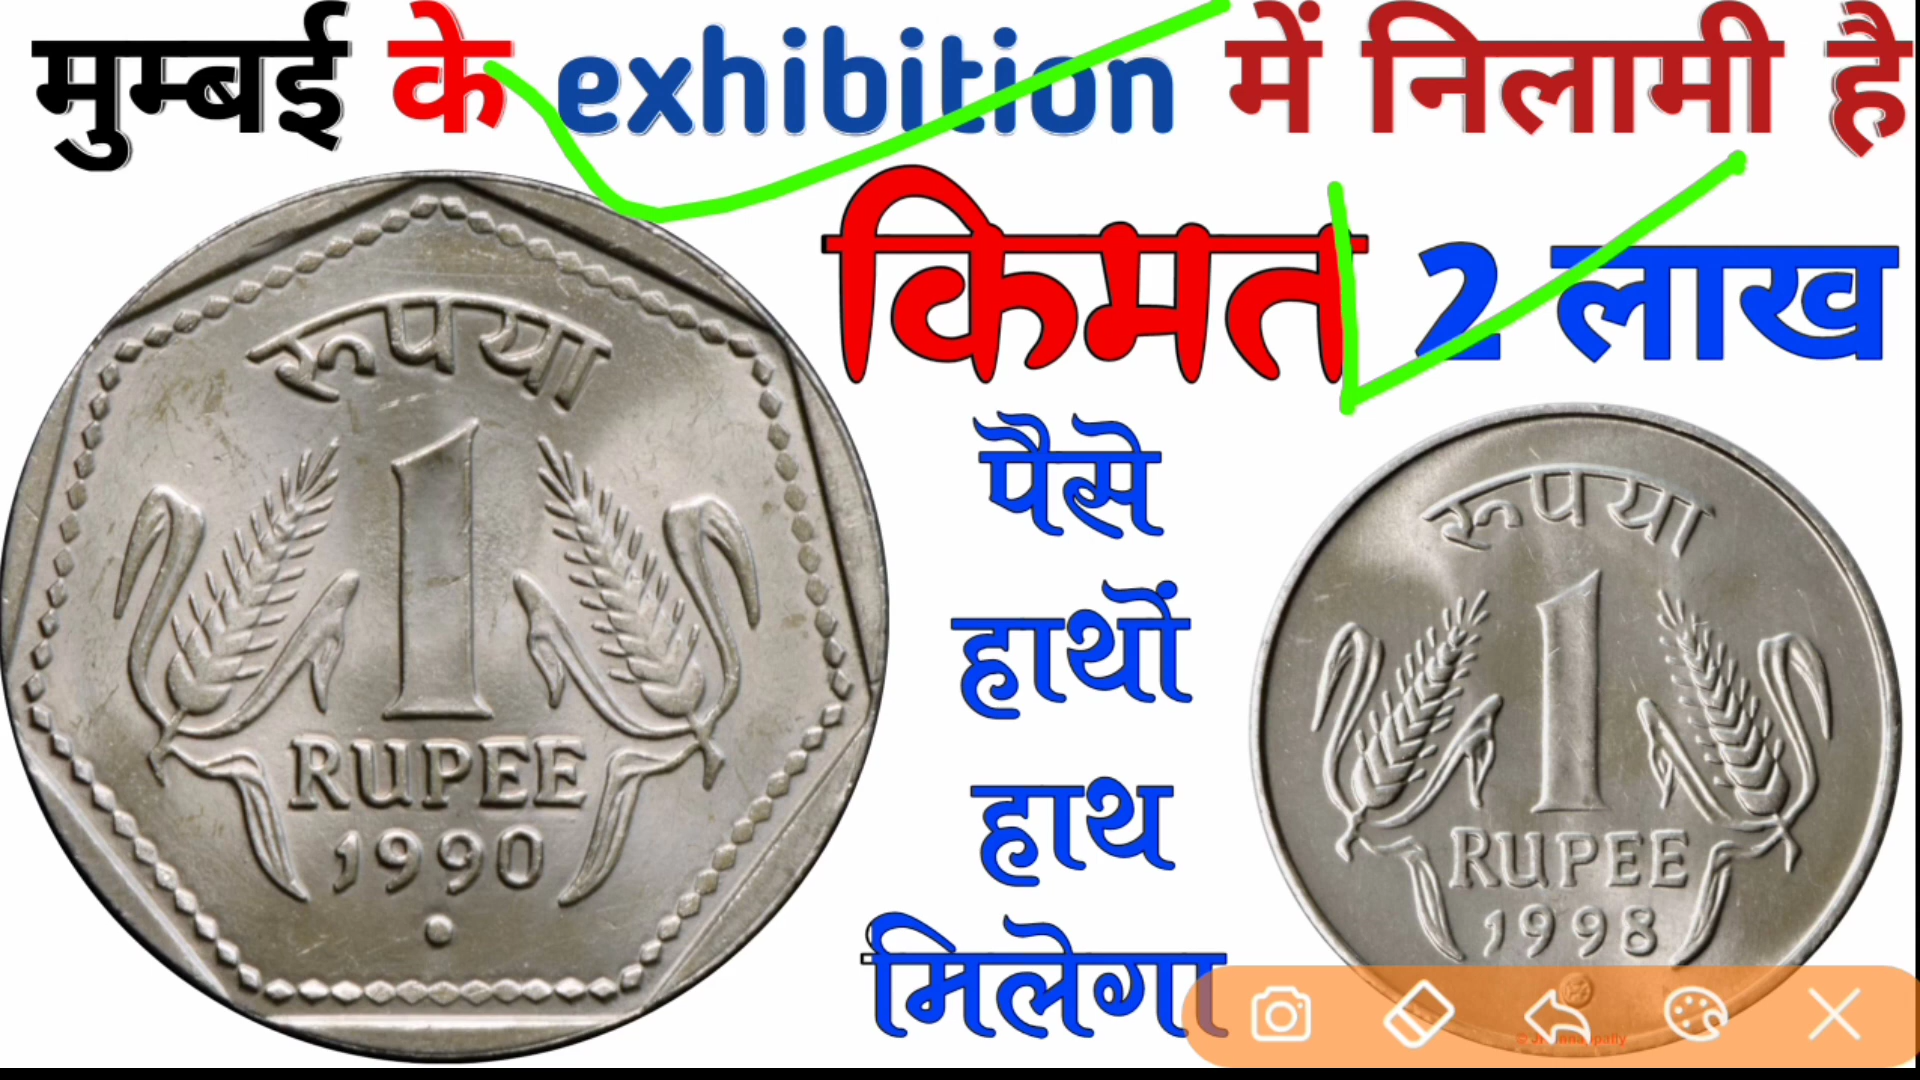 मुम्बई के exhibition में निलामी है
किमत 2 लाख
पैसे
हाथों
हाथ
मिलेगा
रूपया
1
RUPEE
1990
रूपया
1
RUPEE
1998